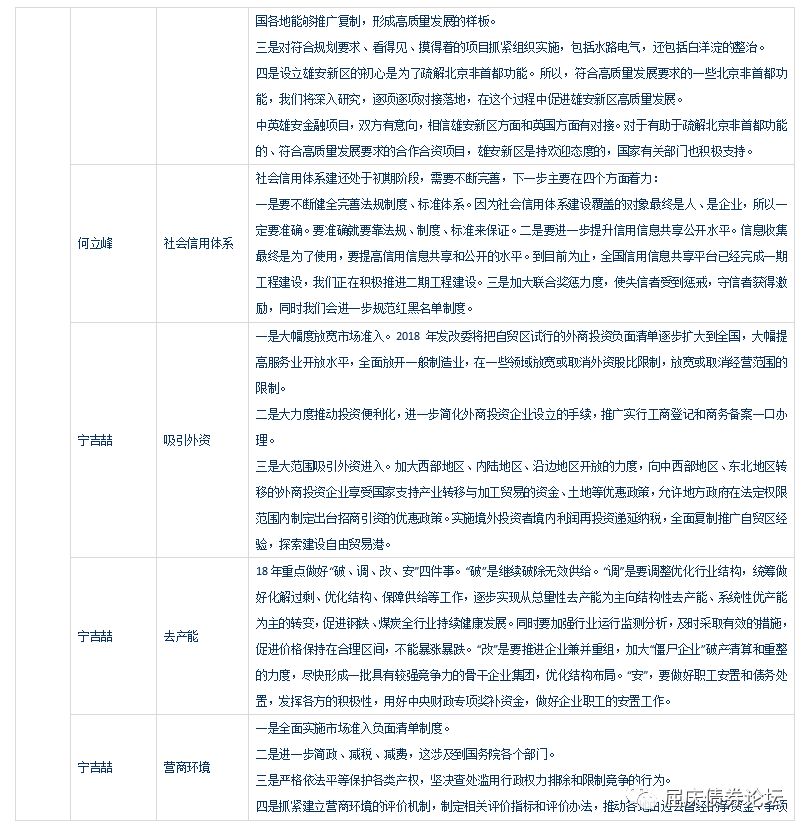 国各地能够推广复制，形成高质量发展的样板。
三是对符合规划要求、看得见、摸得着的项目抓紧组织实施，包括水路电气，还包括白洋淀的整治。
四是设立雄安新区的初心是为了疏解北京非首都功能。所以，符合高质量发展要求的一些北京非首都功
能，我们将深入研究，逐项逐项对接落地，在这个过程中促进雄安新区高质量发展。
中英雄安金融项目，双方有意向，相信雄安新区方面和英国方面有对接。对于有助于疏解北京非首都功能
的、符合高质量发展要求的合作合资项目，雄安新区是持欢迎态度的，国家有关部门也积极支持。
何立峰
社会信用体系
社会信用体系建还处于初期阶段，需要不断完善，下一步主要在四个方面着力：
一是要不断健全完善法规制度、标准体系。因为社会信用体系建设覆盖的对象最终是人、是企业，所以一
定要准确。要准确就要靠法规、制度、标准来保证。二是要进一步提升信用信息共享公开水平。信息收集
最终是为了使用，要提高信用信息共享和公开的水平。到目前为止，全国信用信息共享平台已经完成一期
工程建设，我们正在积极推进二期工程建设。三是加大联合奖惩力度，使失信者受到惩戒，守信者获得激
励，同时我们会进一步规范红黑名单制度。
宁吉喆
吸引外资
一是大幅度放宽市场准入。2018 年发改委将把自贸区试行的外商投资负面清单逐步扩大到全国，大幅提
高服务业开放水平，全面放开一般制造业，在一些领域放宽或取消外资股比限制，放宽或取消经营范围的
限制。
二是大力度推动投资便利化，进一步简化外商投资企业设立的手续，推广实行工商登记和商务备案一口办
理。
三是大范围吸引外资进入。加大西部地区、内陆地区、沿边地区开放的力度，向中西部地区、东北地区转
移的外商投资企业享受国家支持产业转移与加工贸易的资金、土地等优惠政策，允许地方政府在法定权限
范围内制定出台招商引资的优惠政策。实施境外投资者境内利润再投资递延纳税，全面复制推广自贸区经
验，探索建设自由贸易港。
宁吉喆
去产能
18 年重点做好“破、调、改、安”四件事。“破”是继续破除无效供给。“调”是要调整优化行业结构，统筹做
好化解过剩、优化结构、保障供给等工作，逐步实现从总量性去产能为主向结构性去产能、系统性优产能
为主的转变，促进钢铁、煤炭全行业持续健康发展。同时要加强行业运行监测分析，及时采取有效的措施，
促进价格保持在合理区间，不能暴涨暴跌。“改”是要推进企业兼并重组，加大“僵尸企业”破产清算和重整
的力度，尽快形成一批具有较强竞争力的骨干企业集团，优化结构布局。“安”，要做好职工安置和债务处
置，发挥各方的积极性，用好中央财政专项奖补资金，做好企业职工的安置工作。
宁吉喆
营商环境
一是全面实施市场准入负面清单制度。
二是进一步简政、减税、减费，这涉及到国务院各个部门。
三是严格依法平等保护各类产权，坚决查处滥用行政权力排除和限制竞争的行为。
四是抓紧建立营商环境的评价机制，制定相关评价指标和评价办法，推动各地由过去曾经的争资金、争项
屈庆债券论坛